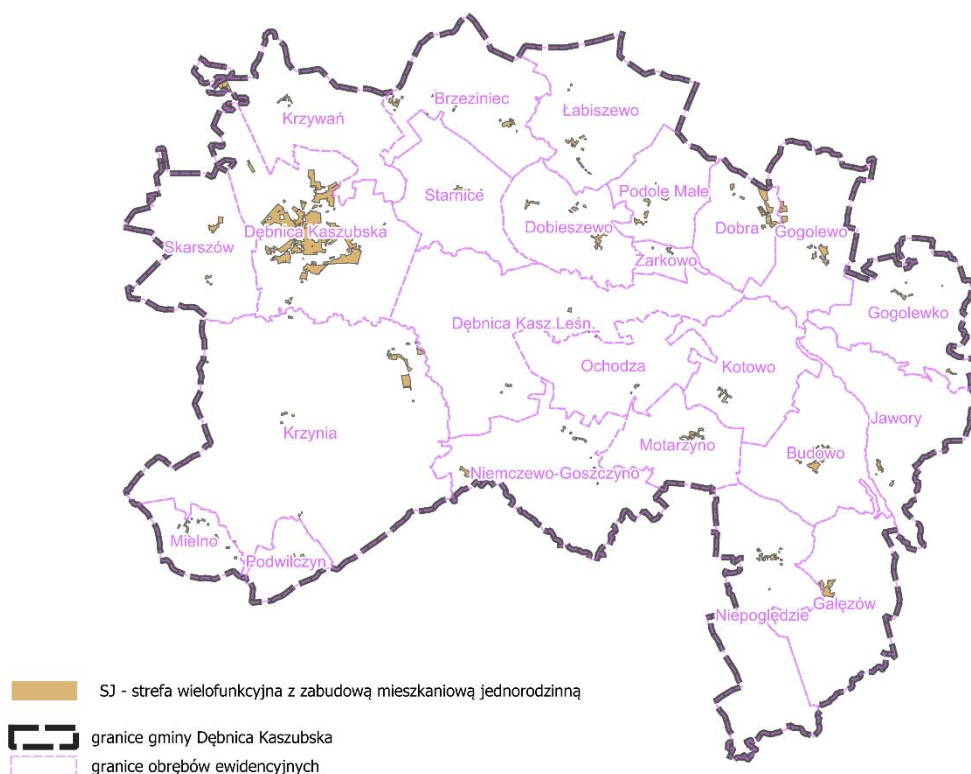 Brzeziniec
Łabiszewo
Krzywań
Starnice
Podole Małe
Dębnica Kaszubska
Dobieszewo
Dobra
Gogolewo
Skarszów
Żarkowo
Gogolewko
Dębnica Kasz.Leśn.
Ochodza
Kotowo
Jawory
Krzynia
Motarzyno
Budowo
Niemczewo-Goszczyno
Mielno
Podwilczyn
Gałęzów
Niepoględzie
SJ - strefa wielofunkcyjna z zabudową mieszkaniową jednorodzinną
granice gminy Dębnica Kaszubska
granice obrębów ewidencyjnych